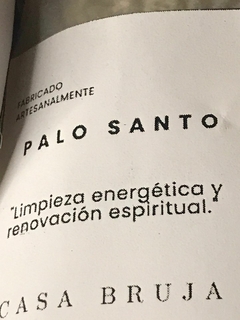 FABRICADO
ARTESANALMENTE
PALO SANTO
"Limpieza energética y
renovación espiritual."
CASA BRUJA